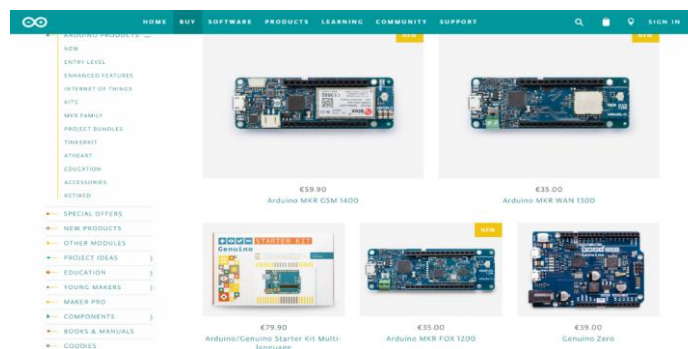 HOME BUY SOFTWARE PRODUCTS LEARNING COMMUNITY SUPPORT SIGN IN
ARDUINO PRODUCTS
NEW
ENTRY LEVEL
ENHANCED FEATURES
INTERNET OF THINGS
KITS
MKR FAMILY
PROJECT BUNDLES
TINKERKIT
ATHEART
EDUCATION
ACCESSORIES
RETIRED
SPECIAL OFFERS
NEW PRODUCTS
OTHER MODULES
PROJECT IDEAS
EDUCATION
YOUNG MAKERS
MAKER PRO
COMPONENTS
BOOKS & MANUALS
GOODIES
NEW
NEW
€59.90
Arduino MKR GSM 1400
€35.00
Arduino MKR WAN 1300
STARTER KIT
Genuino
NEW
€79.90
Arduino/Genuino Starter Kit Multi-
language
€35.00
Arduino MKR FOX 1200
€39.00
Genuino Zero